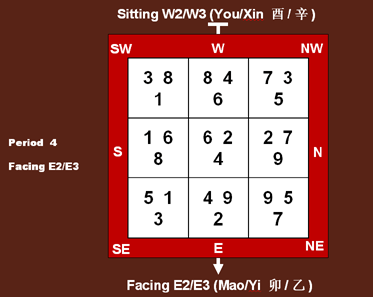 Sitting W2/W3 (You/Xin 酉 / 辛 )
SW W NW
3 8 8 4 7 3
1 6 5
Period 4
1 6 6 2 2 7
S N
8 4 9
Facing E2/E3
5 1 4 9 9 5
3 2 7
SE E NE
Facing E2/E3 (Mao/Yi 卯 / 乙 )